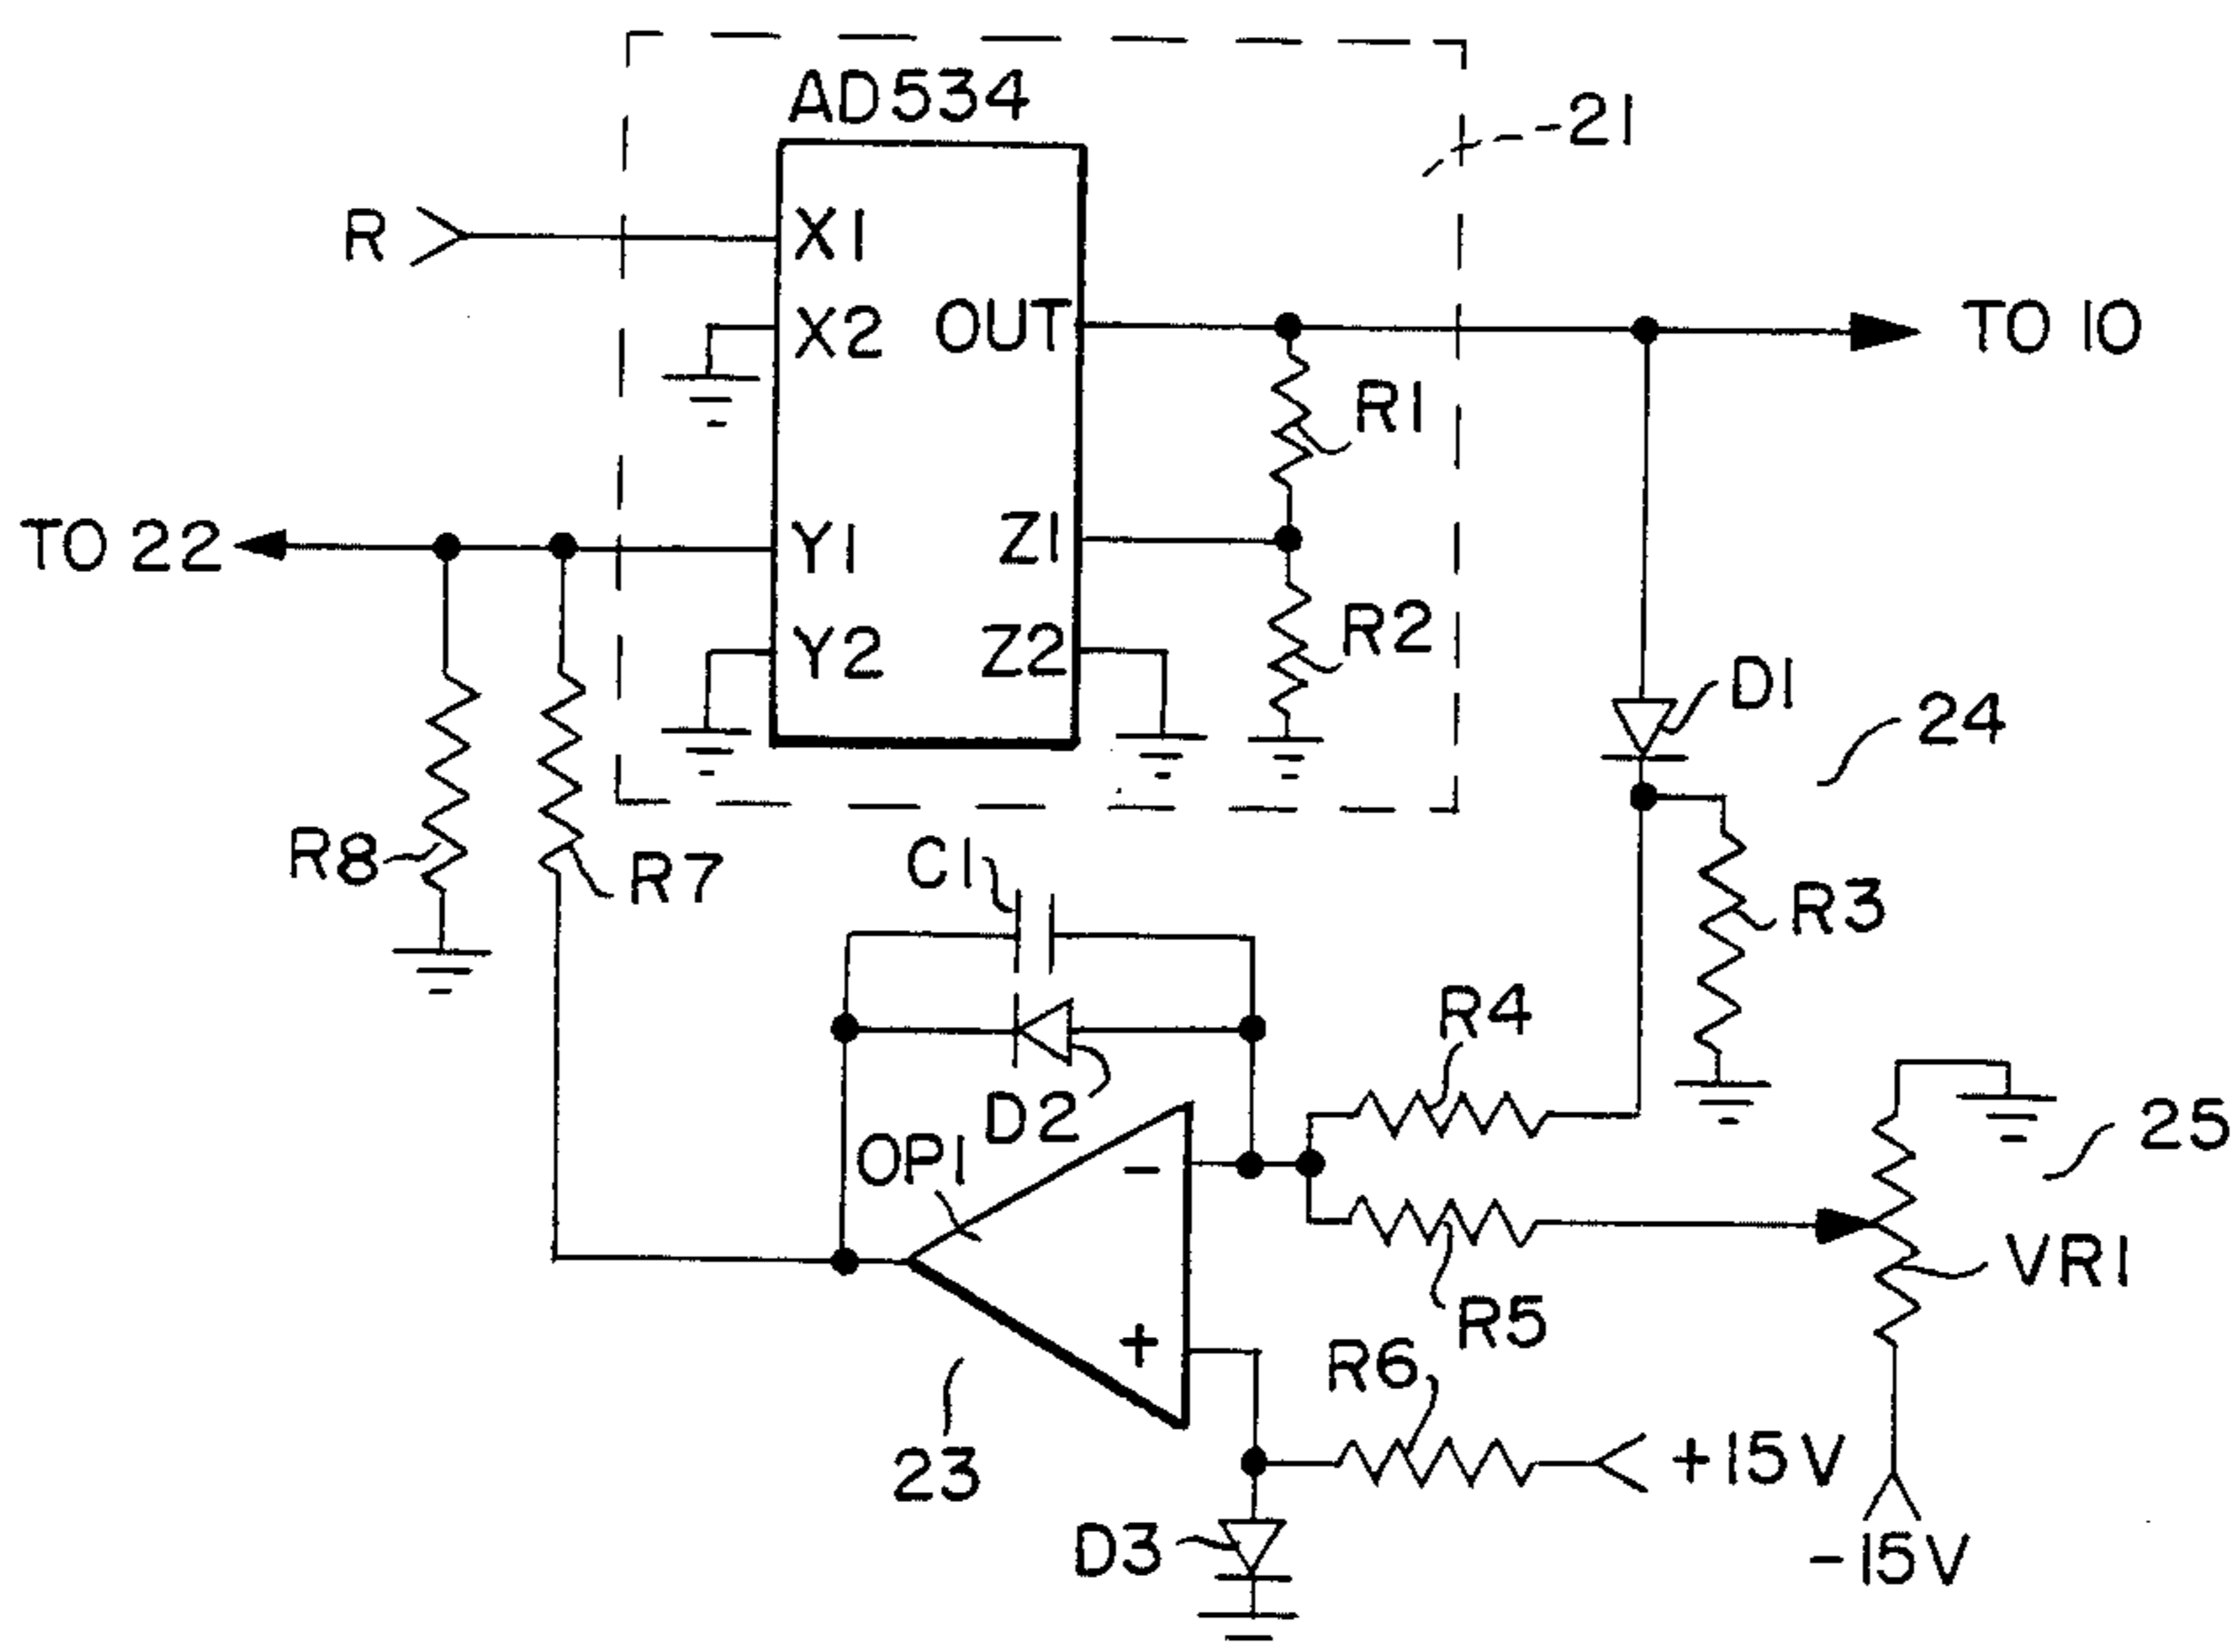 AD534
21
R
X1
X2
OUT
TO 10
R1
TO 22
Y1
Z1
Y2
Z2
R2
D1
24
R8
R7
C1
R3
R4
D2
OP1
25
VR1
R5
R6
23
+15V
D3
-15V